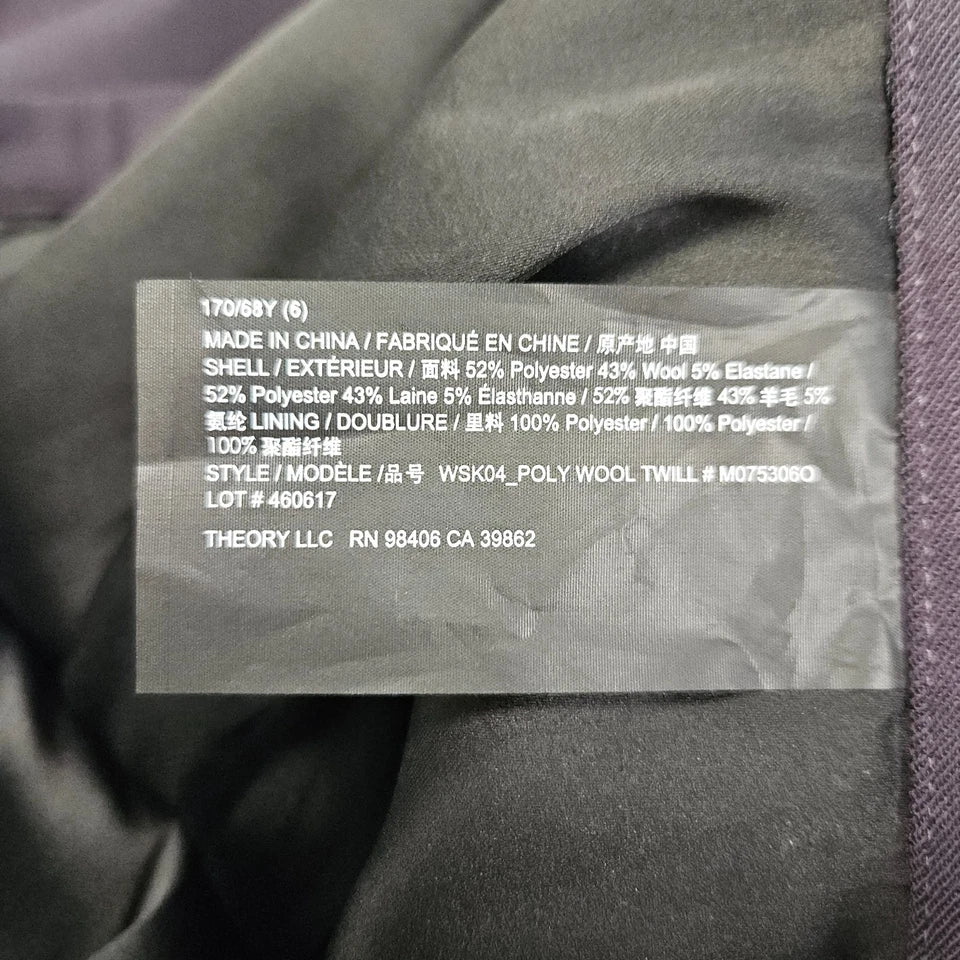 170/68Y (6)
MADE IN CHINA / FABRIQUÉ EN CHINE / 原产地 中国
SHELL / EXTÉRIEUR / 面料 52% Polyester 43% Wool 5% Elastane /
52% Polyester 43% Laine 5% Élasthanne / 52% 聚酯纤维 43% 羊毛 5%
氨纶 LINING / DOUBLURE / 里料 100% Polyester / 100% Polyester /
100% 聚酯纤维
STYLE / MODÈLE /品号 WSK04_POLY WOOL TWILL # M075306O
LOT # 460617
THEORY LLC RN 98406 CA 39862